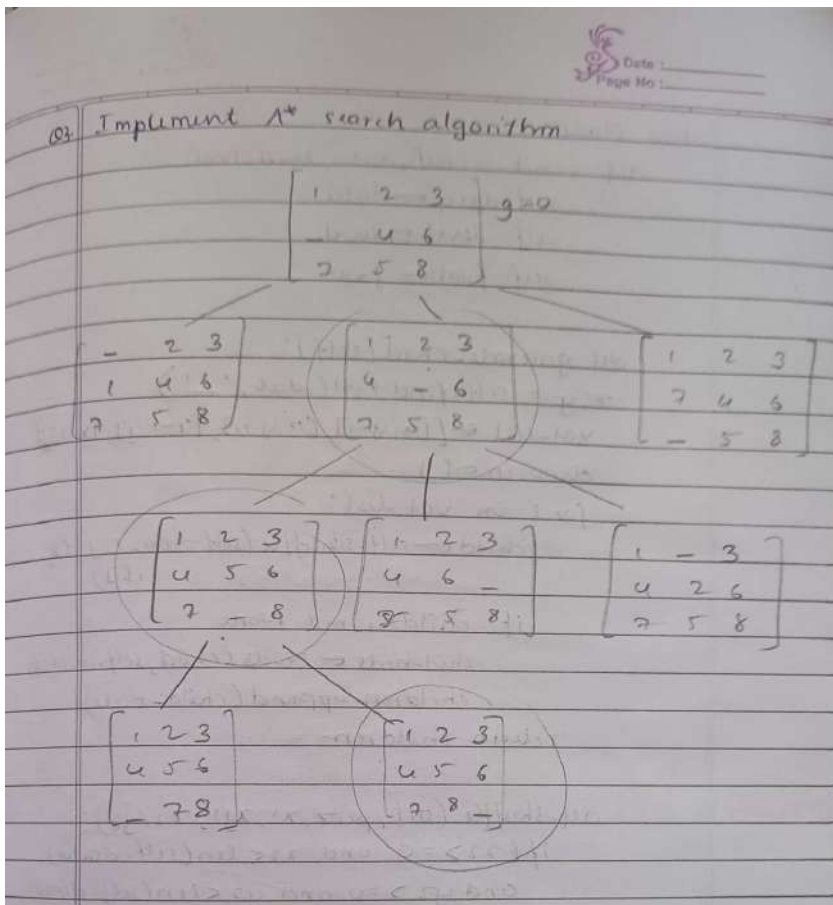 Date :
Page No :
Q3. Implement A* search algorithm
1 2 3 g=0
_ 4 6
7 5 8
_ 2 3 1 2 3 1 2 3
1 4 6 4 _ 6 7 4 6
7 5 8 7 5 8 _ 5 8
1 2 3 1 2 3 1 _ 3
4 5 6 4 6 _ 4 2 6
7 _ 8 5 8 7 5 8
1 2 3 1 2 3
4 5 6 4 5 6
_ 7 8 7 8 _